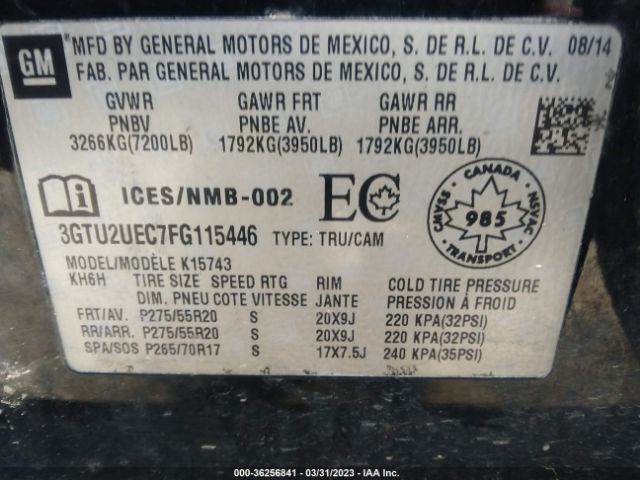 GM
MFD BY GENERAL MOTORS DE MEXICO, S. DE R.L. DE C.V. 08/14
FAB. PAR GENERAL MOTORS DE MEXICO, S. DE R.L. DE C.V.
GVWR GAWR FRT GAWR RR
PNBV PNBE AV. PNBE ARR.
3266KG(7200LB) 1792KG(3950LB) 1792KG(3950LB)
i ICES/NMB-002 EC
CANADA
CMVSS NSVAC
985
TRANSPORT
3GTU2UEC7FG115446 TYPE: TRU/CAM
MODEL/MODÈLE K15743
KH6H TIRE SIZE SPEED RTG RIM COLD TIRE PRESSURE
DIM. PNEU COTE VITESSE JANTE PRESSION À FROID
FRT/AV. P275/55R20 S 20X9J 220 KPA(32PSI)
RR/ARR. P275/55R20 S 20X9J 220 KPA(32PSI)
SPA/SOS P265/70R17 S 17X7.5J 240 KPA(35PSI)
000-36256841 / 03/31/2023 - IAA Inc.